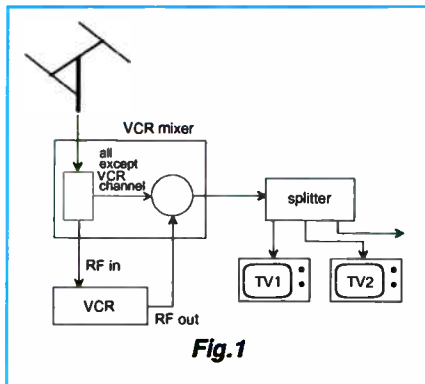 VCR mixer
all
except
VCR
channel
splitter
RF in
TV1
TV2
VCR
RF out
Fig.1